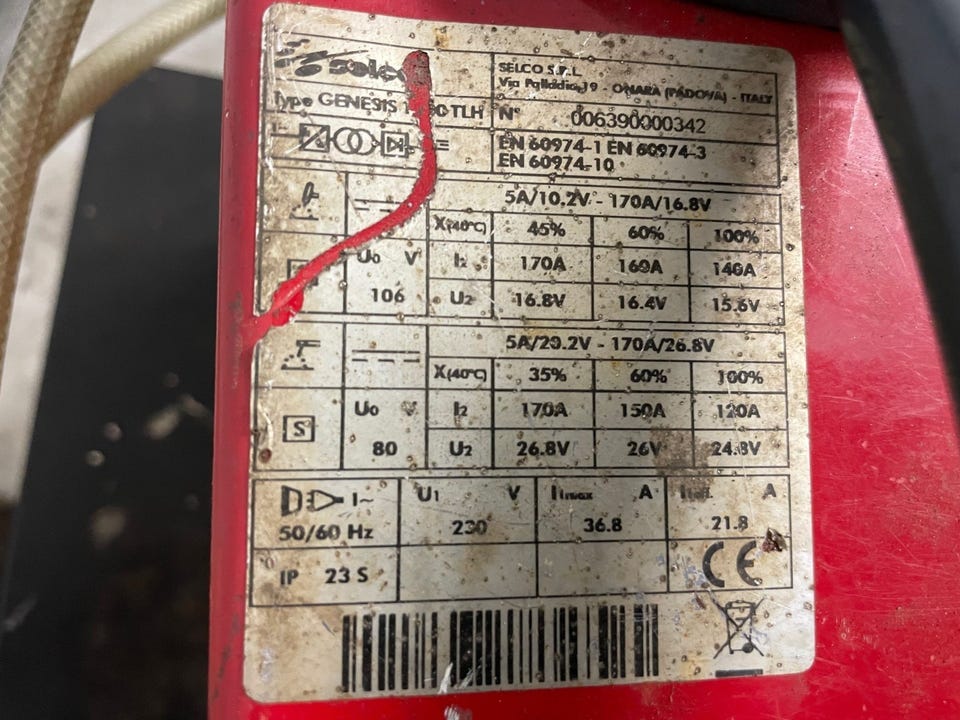 selco
SELCO S.R.L.
Via Palladio,19 - ONARA (PADOVA) - ITALY
Type GENESIS TLH
N° 006390000342
EN 60974-1 EN 60974-3
EN 60974-10
5A/10.2V - 170A/16.8V
X(40°C) 45% 60% 100%
U0 V
I2 170A 160A 140A
106
U2 16.8V 16.4V 15.6V
5A/20.2V - 170A/26.8V
X(40°C) 35% 60% 100%
U0 V
I2 170A 150A 120A
S
80
U2 26.8V 26V 24.8V
1~
50/60 Hz
U1 V
230
I1max A
36.8
I1eff. A
21.8
IP 23 S
CE